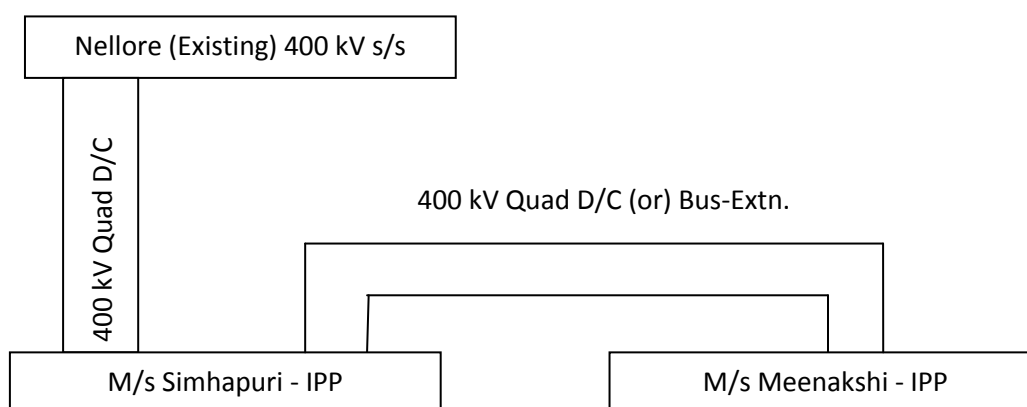 Nellore (Existing) 400 kV s/s
400 kV Quad D/C
400 kV Quad D/C (or) Bus-Extn.
M/s Simhapuri - IPP
M/s Meenakshi - IPP